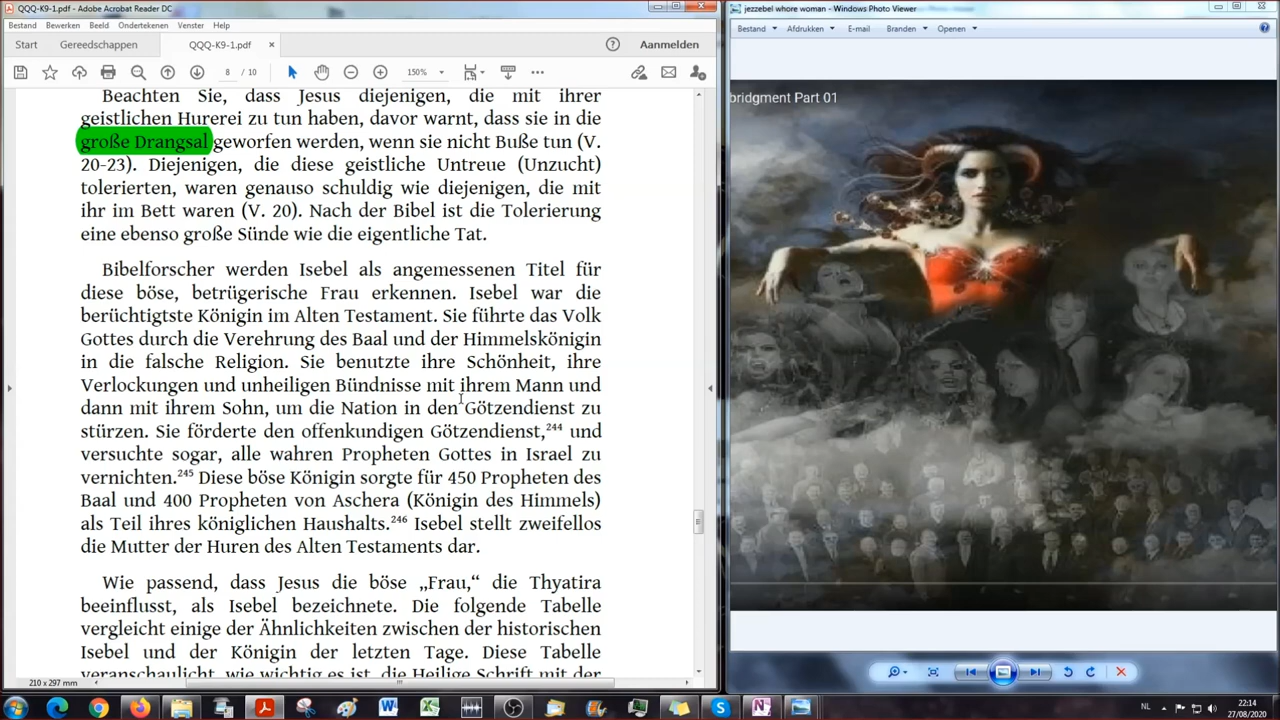 QQQ-K9-1.pdf - Adobe Acrobat Reader DC
Bestand Bewerken Beeld Ondertekenen Venster Help
Start Gereedschappen QQQ-K9-1.pdf × Anmelden
8 / 10 150%
Beachten Sie, dass Jesus diejenigen, die mit ihrer
geistlichen Hurerei zu tun haben, davor warnt, dass sie in die
große Drangsal geworfen werden, wenn sie nicht Buße tun (V.
20-23). Diejenigen, die diese geistliche Untreue (Unzucht)
tolerierten, waren genauso schuldig wie diejenigen, die mit
ihr im Bett waren (V. 20). Nach der Bibel ist die Tolerierung
eine ebenso große Sünde wie die eigentliche Tat.
Bibelforscher werden Isebel als angemessenen Titel für
diese böse, betrügerische Frau erkennen. Isebel war die
berüchtigtste Königin im Alten Testament. Sie führte das Volk
Gottes durch die Verehrung des Baal und der Himmelskönigin
in die falsche Religion. Sie benutzte ihre Schönheit, ihre
Verlockungen und unheiligen Bündnisse mit ihrem Mann und
dann mit ihrem Sohn, um die Nation in den Götzendienst zu
stürzen. Sie förderte den offenkundigen Götzendienst,244 und
versuchte sogar, alle wahren Propheten Gottes in Israel zu
vernichten.245 Diese böse Königin sorgte für 450 Propheten des
Baal und 400 Propheten von Aschera (Königin des Himmels)
als Teil ihres königlichen Haushalts.246 Isebel stellt zweifellos
die Mutter der Huren des Alten Testaments dar.
Wie passend, dass Jesus die böse „Frau,“ die Thyatira
beeinflusst, als Isebel bezeichnete. Die folgende Tabelle
vergleicht einige der Ähnlichkeiten zwischen der historischen
Isebel und der Königin der letzten Tage. Diese Tabelle
veranschaulicht, wie wichtig es ist, die Heilige Schrift mit der
210 x 297 mm
jezzebel whore woman - Windows Photo Viewer
Bestand Afdrukken E-mail Branden Openen
bridgment Part 01
NL 22:14
27/08/2020